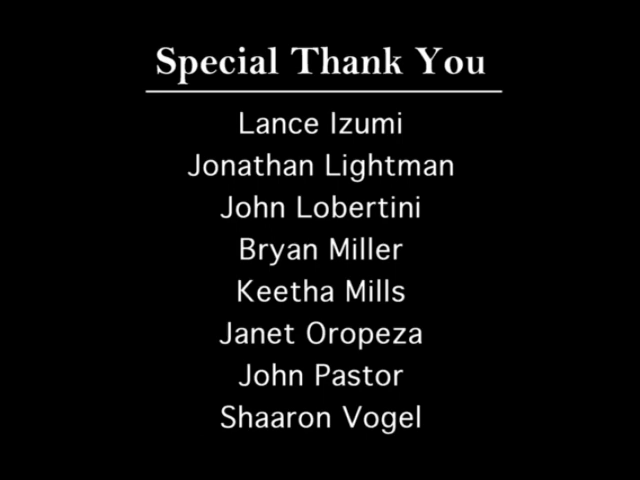 Special Thank You
Lance Izumi
Jonathan Lightman
John Lobertini
Bryan Miller
Keetha Mills
Janet Oropeza
John Pastor
Shaaron Vogel